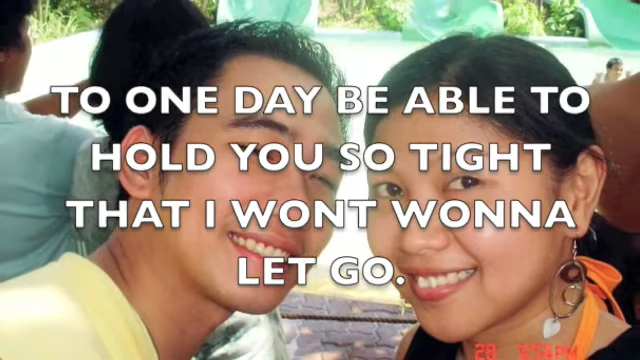 TO ONE DAY BE ABLE TO
HOLD YOU SO TIGHT
THAT I WONT WONNA
LET GO.